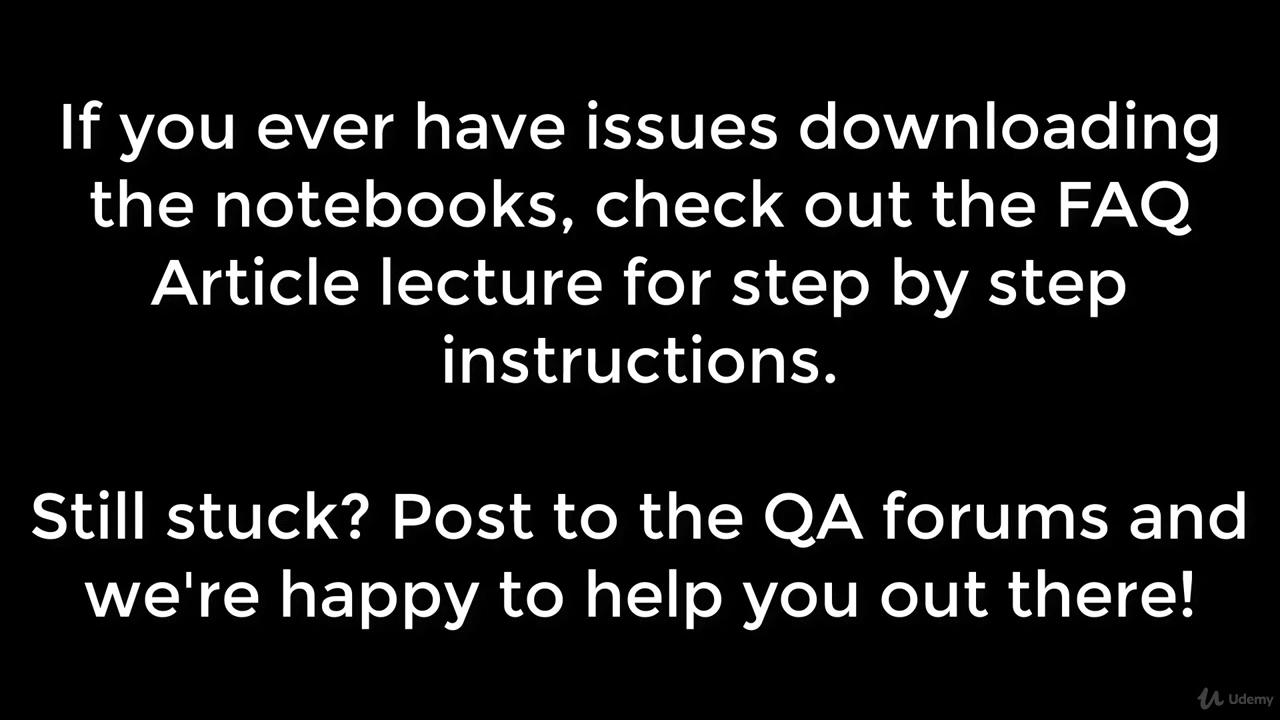 If you ever have issues downloading
the notebooks, check out the FAQ
Article lecture for step by step
instructions.
Still stuck? Post to the QA forums and
we're happy to help you out there!
Udemy